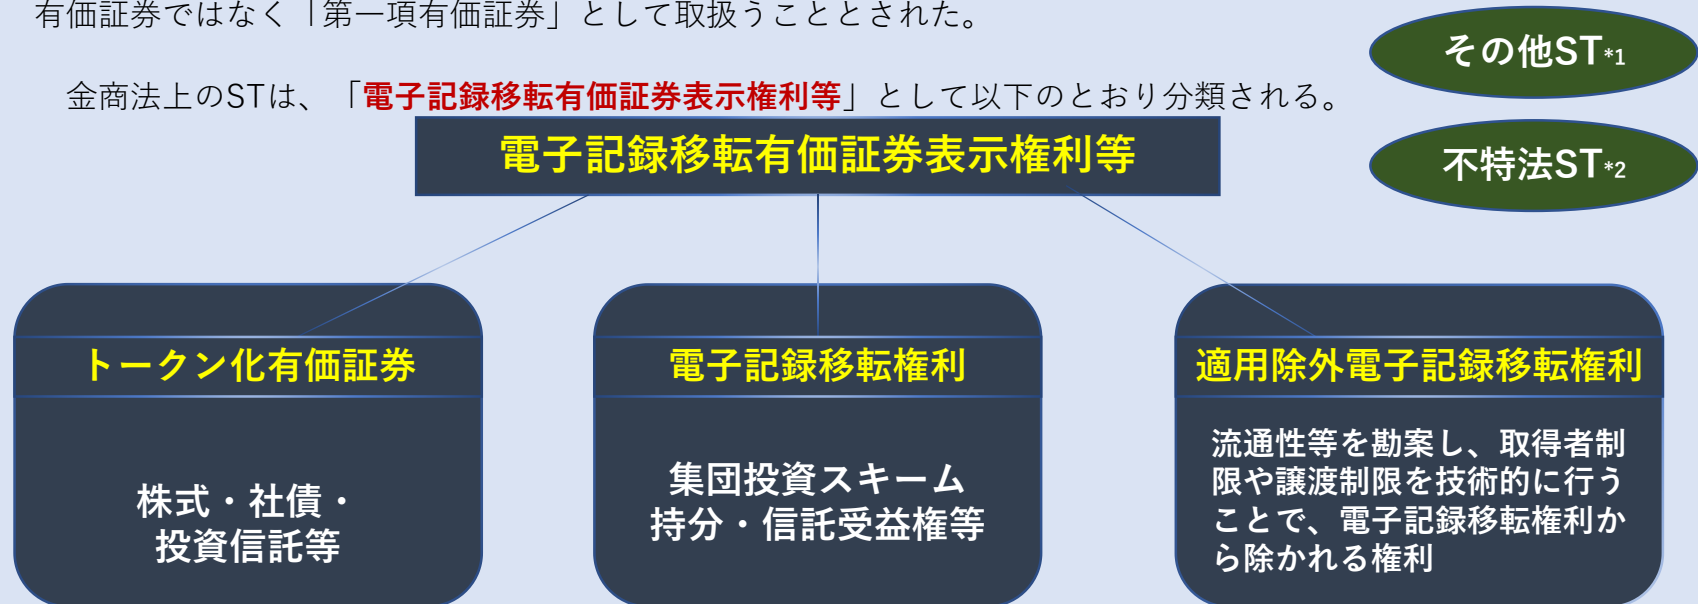 有価証券ではなく「第一項有価証券」として取扱うこととされた。
その他ST*1
金商法上のSTは、「電子記録移転有価証券表示権利等」として以下のとおり分類される。
電子記録移転有価証券表示権利等
不特法ST*2
トークン化有価証券
株式・社債・
投資信託等
電子記録移転権利
集団投資スキーム
持分・信託受益権等
適用除外電子記録移転権利
流通性等を勘案し、取得者制
限や譲渡制限を技術的に行う
ことで、電子記録移転権利か
ら除かれる権利